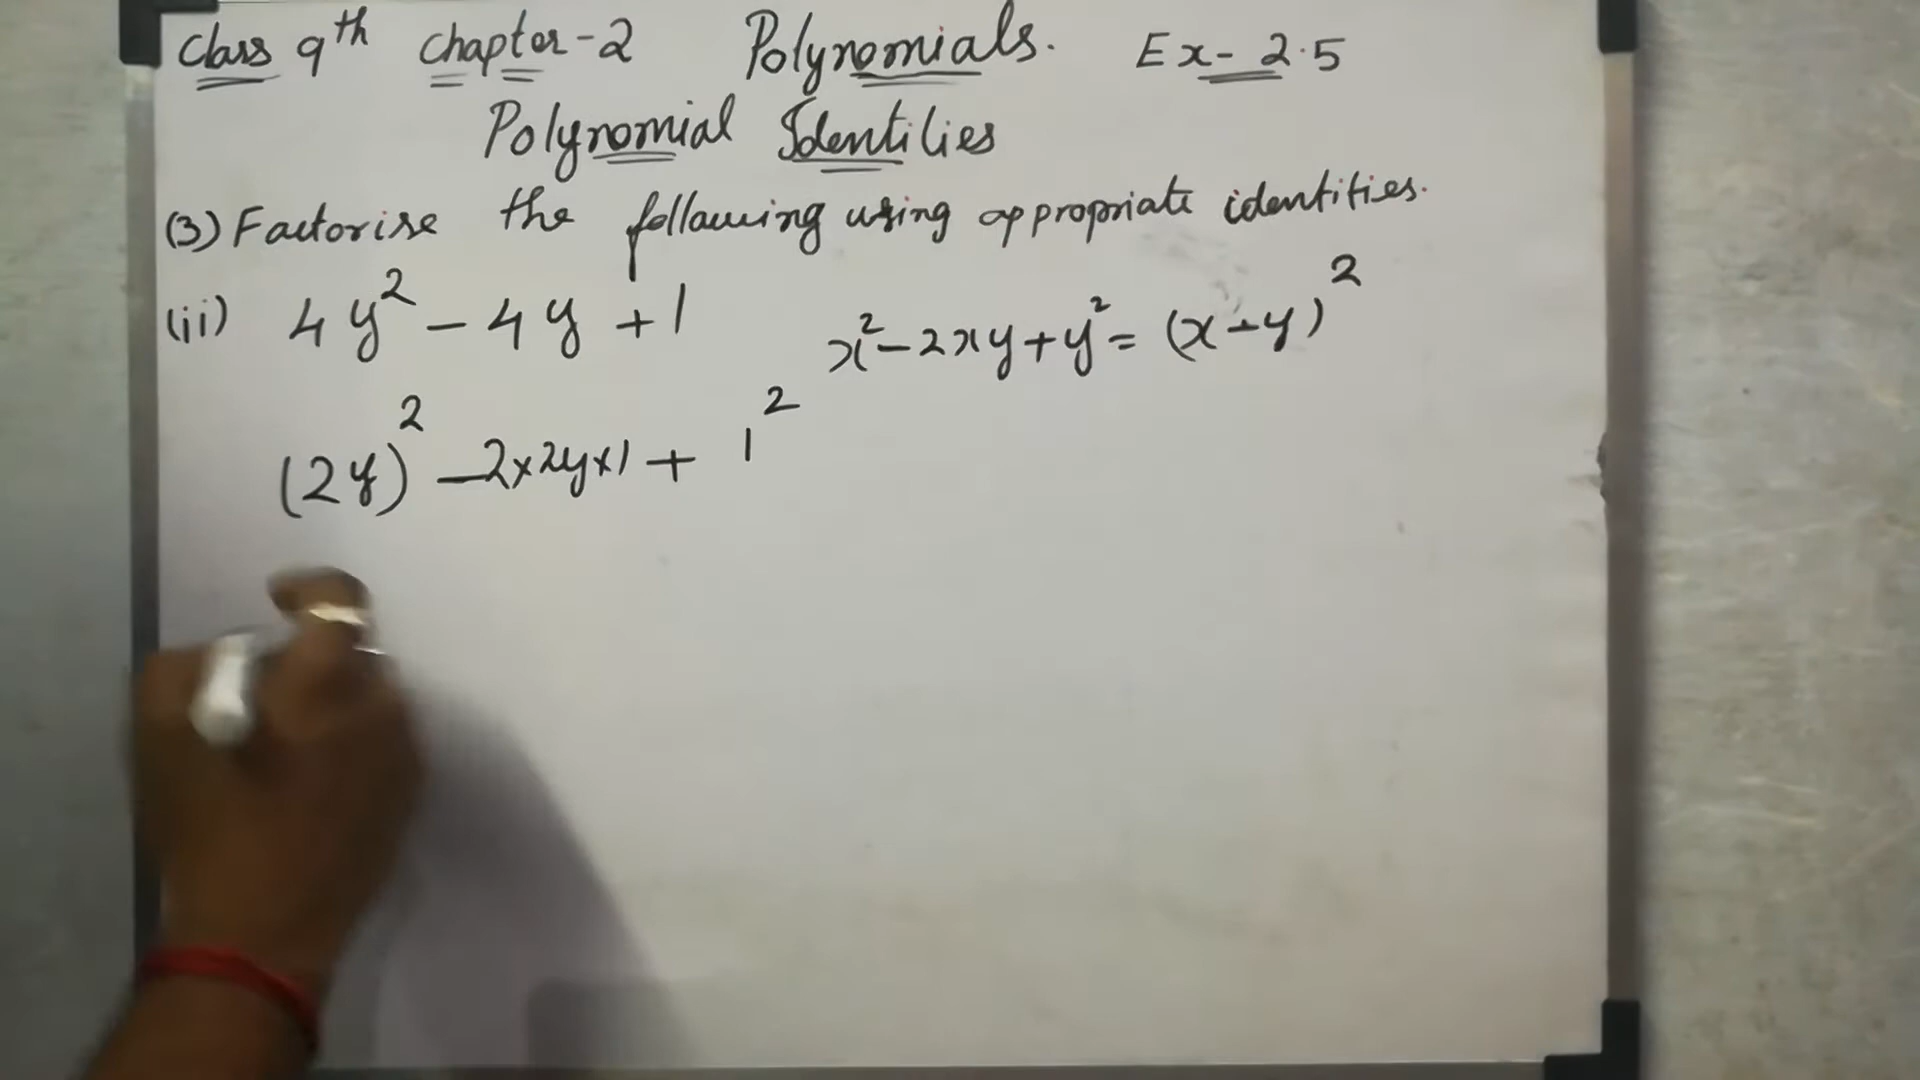 Class 9th Chapter-2 Polynomials. Ex-2.5
Polynomial Identities
(3) Factorise the following using appropriate identities.
(ii) 4y² - 4y + 1 x² - 2xy + y² = (x - y)²
(2y)² - 2×2y×1 + 1²